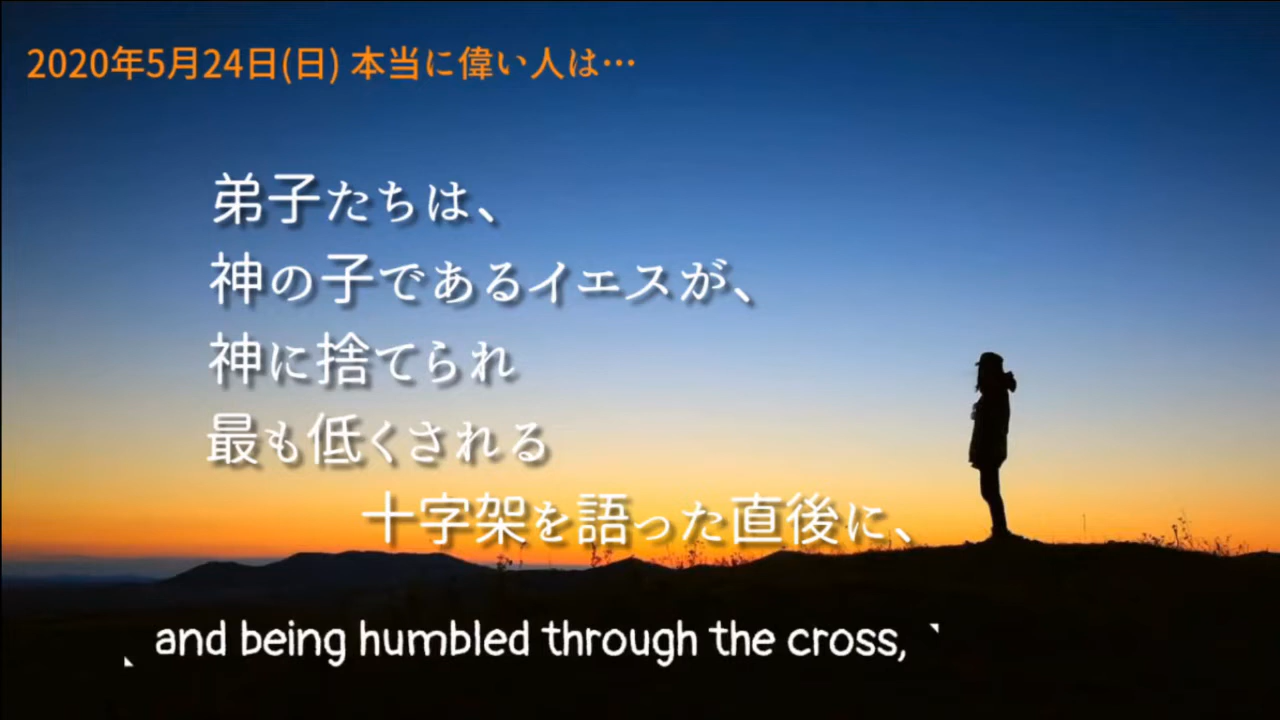 2020年5月24日(日) 本当に偉い人は…
弟子たちは、
神の子であるイエスが、
神に捨てられ
最も低くされる
十字架を語った直後に、
and being humbled through the cross,